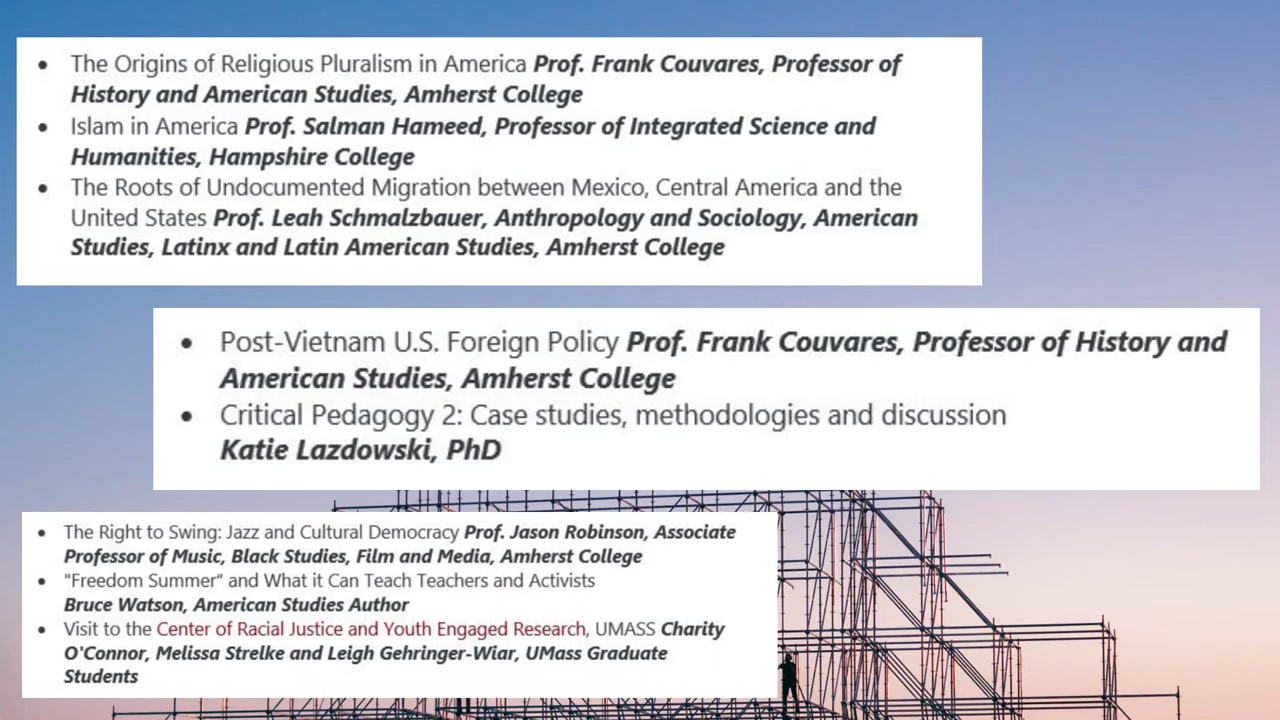 • The Origins of Religious Pluralism in America Prof. Frank Couvares, Professor of
History and American Studies, Amherst College
• Islam in America Prof. Salman Hameed, Professor of Integrated Science and
Humanities, Hampshire College
• The Roots of Undocumented Migration between Mexico, Central America and the
United States Prof. Leah Schmalzbauer, Anthropology and Sociology, American
Studies, Latinx and Latin American Studies, Amherst College
• Post-Vietnam U.S. Foreign Policy Prof. Frank Couvares, Professor of History and
American Studies, Amherst College
• Critical Pedagogy 2: Case studies, methodologies and discussion
Katie Lazdowski, PhD
• The Right to Swing: Jazz and Cultural Democracy Prof. Jason Robinson, Associate
Professor of Music, Black Studies, Film and Media, Amherst College
• "Freedom Summer" and What it Can Teach Teachers and Activists
Bruce Watson, American Studies Author
• Visit to the Center of Racial Justice and Youth Engaged Research, UMASS Charity
O'Connor, Melissa Strelke and Leigh Gehringer-Wiar, UMass Graduate
Students